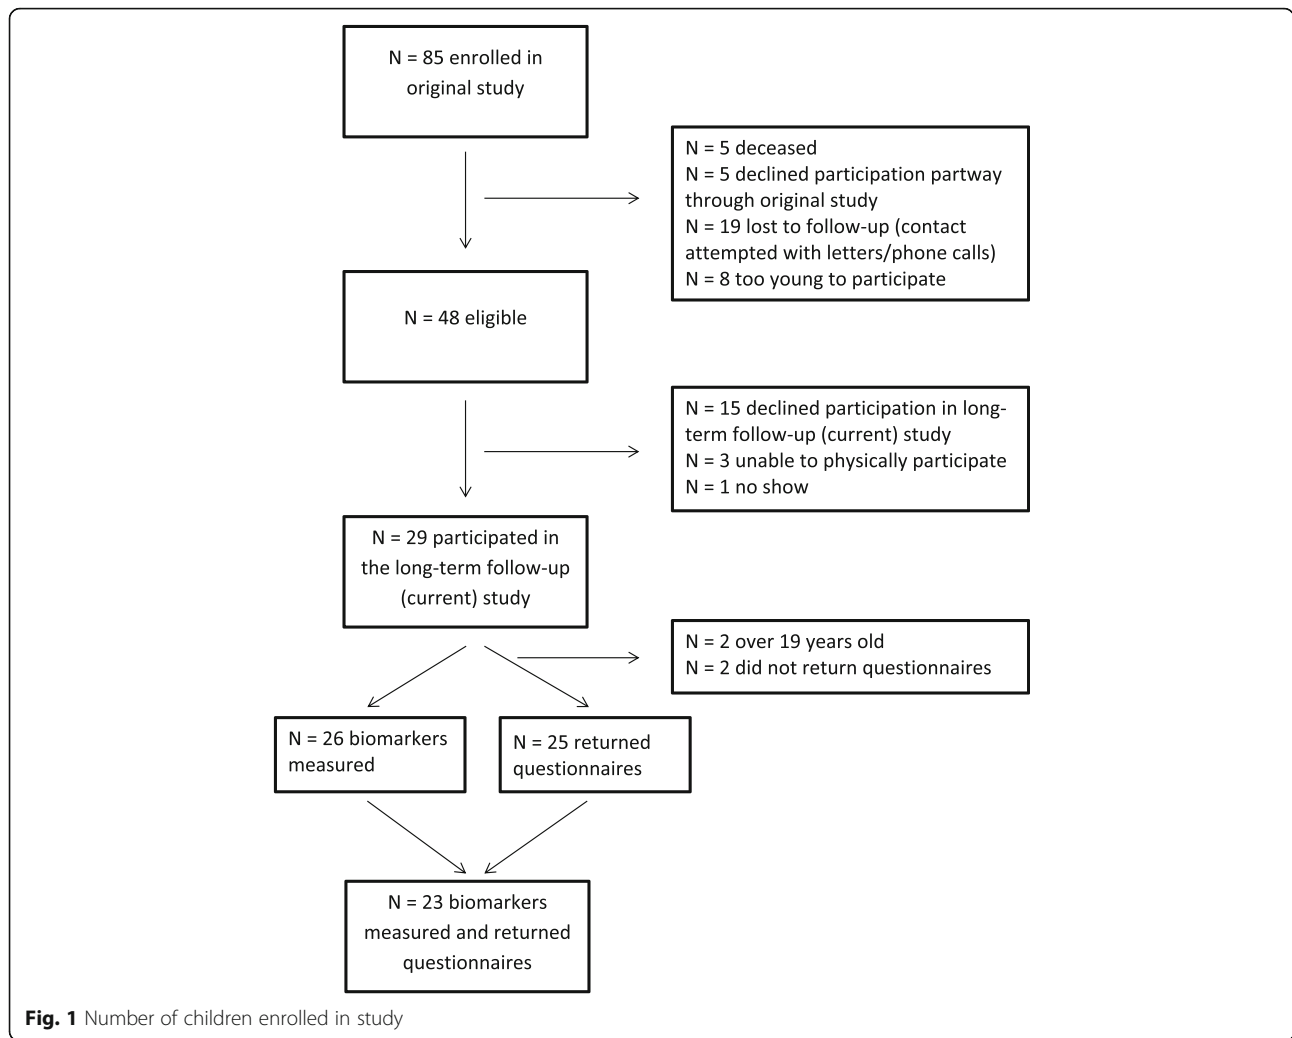 N = 85 enrolled in
original study
N = 5 deceased
N = 5 declined participation partway
through original study
N = 19 lost to follow-up (contact
attempted with letters/phone calls)
N = 8 too young to participate
N = 48 eligible
N = 15 declined participation in long-
term follow-up (current) study
N = 3 unable to physically participate
N = 1 no show
N = 29 participated in
the long-term follow-up
(current) study
N = 2 over 19 years old
N = 2 did not return questionnaires
N = 26 biomarkers
measured
N = 25 returned
questionnaires
N = 23 biomarkers
measured and returned
questionnaires
Fig. 1 Number of children enrolled in study